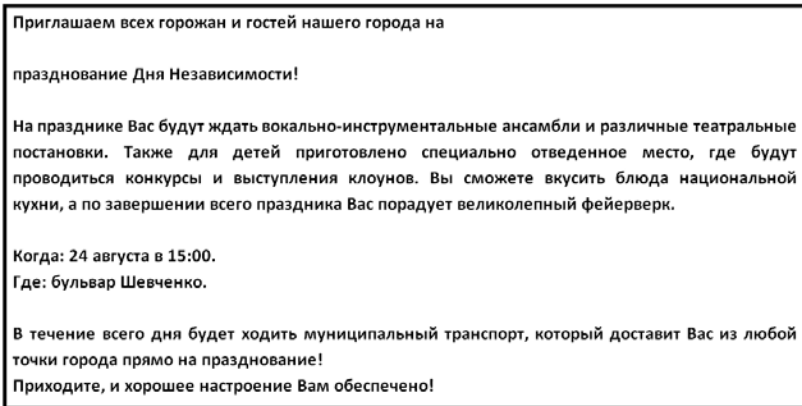 Приглашаем всех горожан и гостей нашего города на
празднование Дня Независимости!
На празднике Вас будут ждать вокально-инструментальные ансамбли и различные театральные
постановки. Также для детей приготовлено специально отведенное место, где будут
проводиться конкурсы и выступления клоунов. Вы сможете вкусить блюда национальной
кухни, а по завершении всего праздника Вас порадует великолепный фейерверк.
Когда: 24 августа в 15:00.
Где: бульвар Шевченко.
В течение всего дня будет ходить муниципальный транспорт, который доставит Вас из любой
точки города прямо на празднование!
Приходите, и хорошее настроение Вам обеспечено!